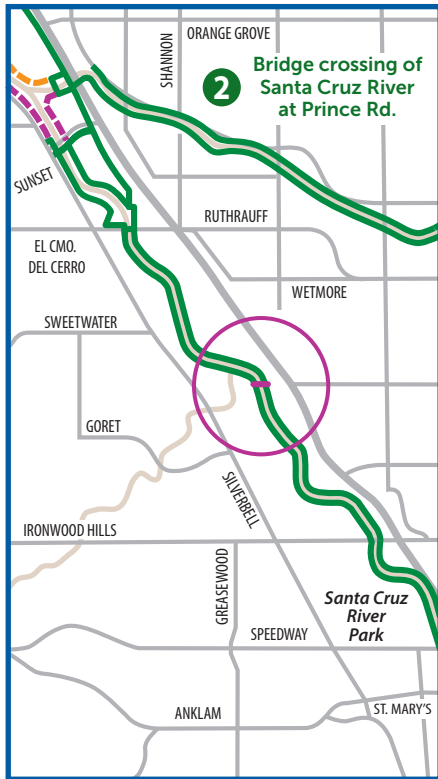 ORANGE GROVE
SHANNON
2
Bridge crossing of
Santa Cruz River
at Prince Rd.
SUNSET
RUTHRAUFF
EL CMO.
DEL CERRO
WETMORE
SWEETWATER
GORET
SILVERBELL
IRONWOOD HILLS
GREASEWOOD
Santa Cruz
River
Park
SPEEDWAY
ANKLAM
ST. MARY'S